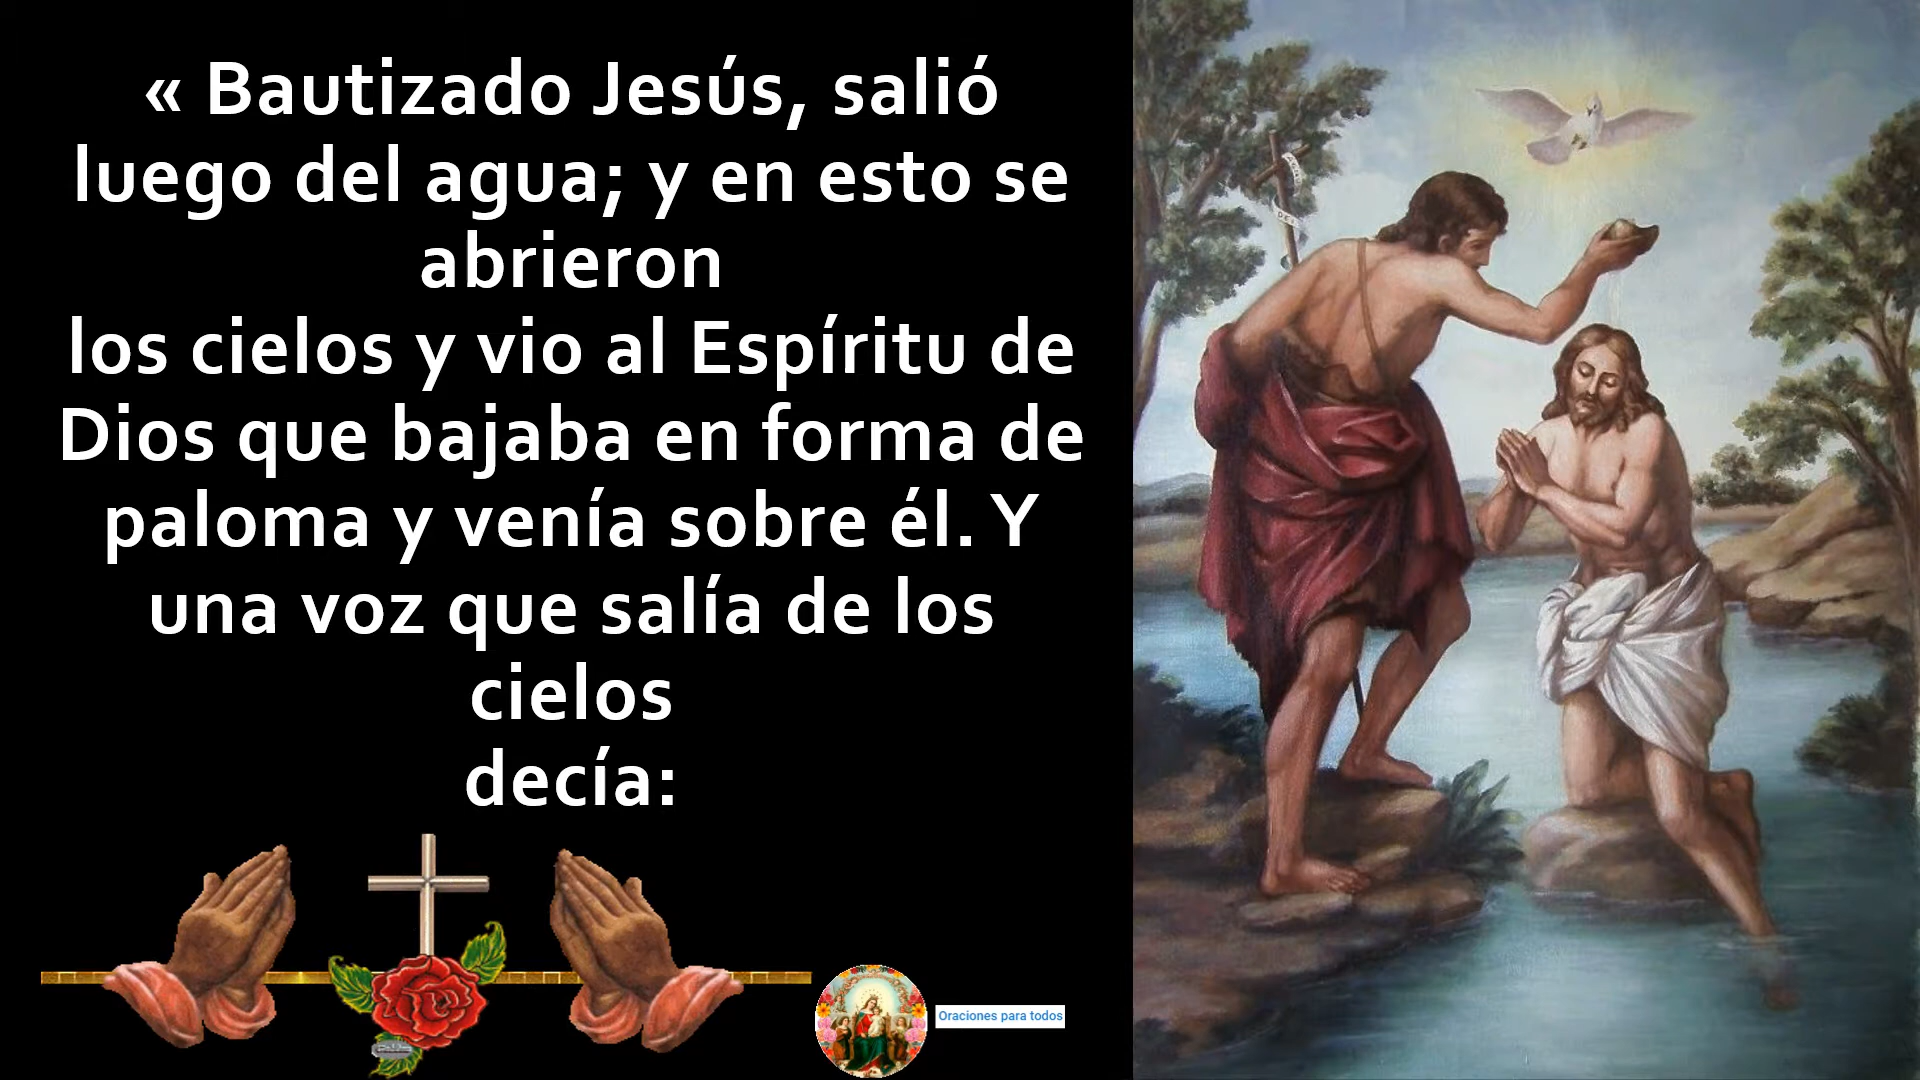 « Bautizado Jesús, salió
luego del agua; y en esto se
abrieron
los cielos y vio al Espíritu de
Dios que bajaba en forma de
paloma y venía sobre él. Y
una voz que salía de los
cielos
decía:
Oraciones para todos
DEI